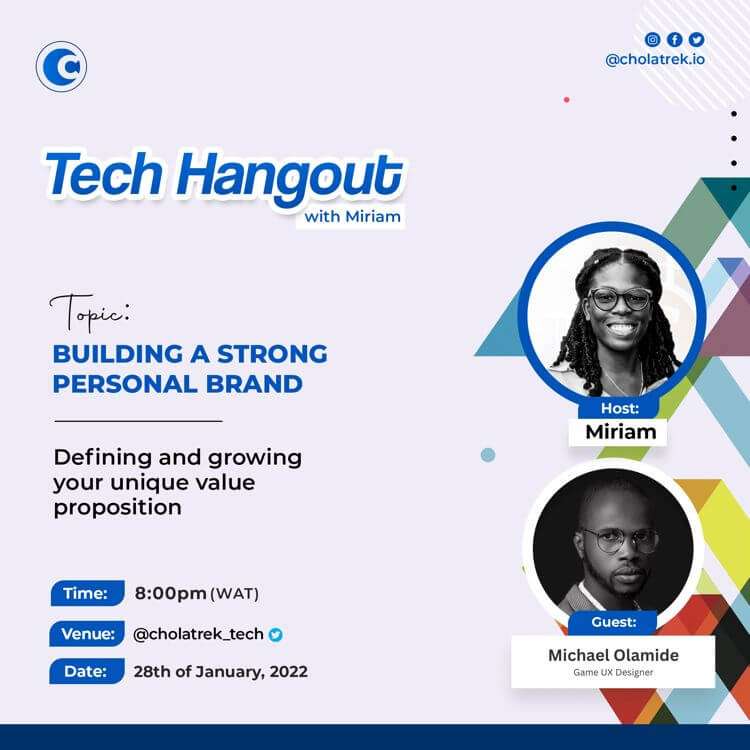 @cholatrek.io
Tech Hangout
with Miriam
Topic:
BUILDING A STRONG
PERSONAL BRAND
Defining and growing
your unique value
proposition
Time: 8:00pm (WAT)
Venue: @cholatrek_tech
Date: 28th of January, 2022
Host:
Miriam
Guest:
Michael Olamide
Game UX Designer